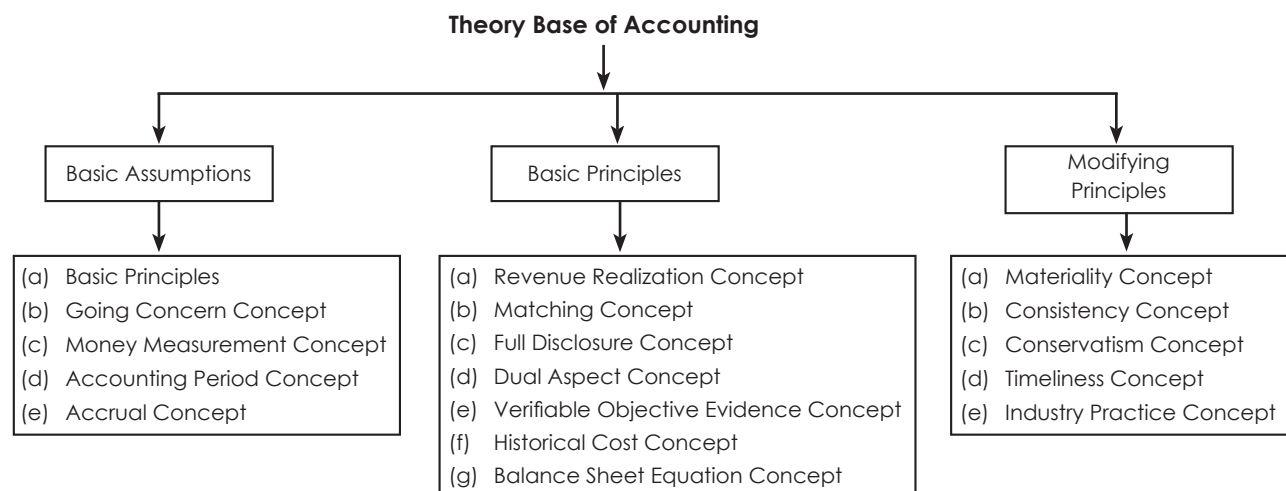 Theory Base of Accounting
Basic Assumptions
Basic Principles
Modifying
Principles
(a) Basic Principles
(b) Going Concern Concept
(c) Money Measurement Concept
(d) Accounting Period Concept
(e) Accrual Concept
(a) Revenue Realization Concept
(b) Matching Concept
(c) Full Disclosure Concept
(d) Dual Aspect Concept
(e) Verifiable Objective Evidence Concept
(f) Historical Cost Concept
(g) Balance Sheet Equation Concept
(a) Materiality Concept
(b) Consistency Concept
(c) Conservatism Concept
(d) Timeliness Concept
(e) Industry Practice Concept